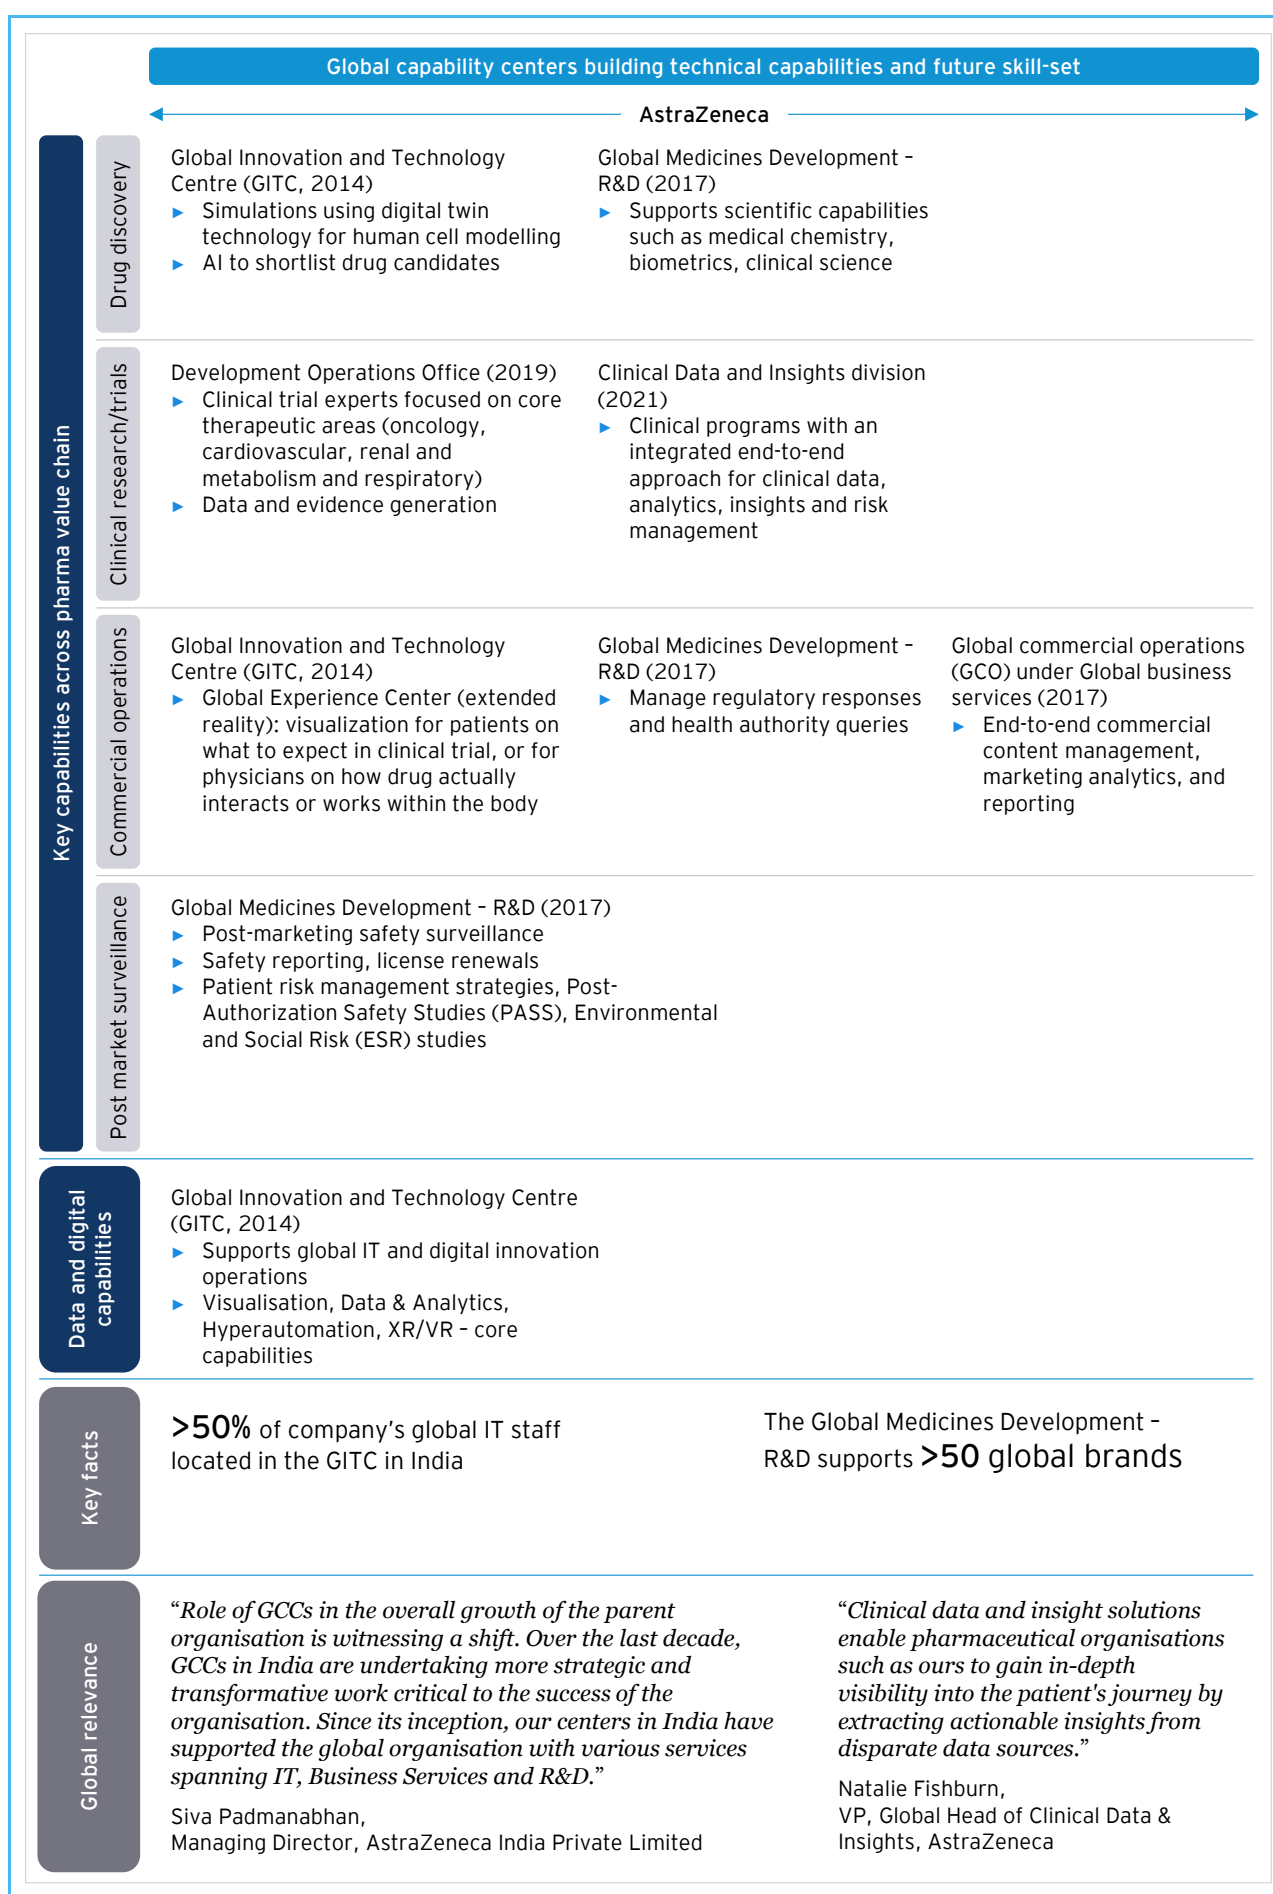 Global capability centers building technical capabilities and future skill-set
AstraZeneca
Key capabilities across pharma value chain
Drug discovery
Global Innovation and Technology
Centre (GITC, 2014)
► Simulations using digital twin
technology for human cell modelling
► AI to shortlist drug candidates
Global Medicines Development –
R&D (2017)
► Supports scientific capabilities
such as medical chemistry,
biometrics, clinical science
Clinical research/trials
Development Operations Office (2019)
► Clinical trial experts focused on core
therapeutic areas (oncology,
cardiovascular, renal and
metabolism and respiratory)
► Data and evidence generation
Clinical Data and Insights division
(2021)
► Clinical programs with an
integrated end-to-end
approach for clinical data,
analytics, insights and risk
management
Commercial operations
Global Innovation and Technology
Centre (GITC, 2014)
► Global Experience Center (extended
reality): visualization for patients on
what to expect in clinical trial, or for
physicians on how drug actually
interacts or works within the body
Global Medicines Development –
R&D (2017)
► Manage regulatory responses
and health authority queries
Global commercial operations
(GCO) under Global business
services (2017)
► End-to-end commercial
content management,
marketing analytics, and
reporting
Post market surveillance
Global Medicines Development – R&D (2017)
► Post-marketing safety surveillance
► Safety reporting, license renewals
► Patient risk management strategies, Post-
Authorization Safety Studies (PASS), Environmental
and Social Risk (ESR) studies
Data and digital
capabilities
Global Innovation and Technology Centre
(GITC, 2014)
► Supports global IT and digital innovation
operations
► Visualisation, Data & Analytics,
Hyperautomation, XR/VR – core
capabilities
Key facts
>50% of company's global IT staff
located in the GITC in India
The Global Medicines Development –
R&D supports >50 global brands
Global relevance
“Role of GCCs in the overall growth of the parent
organisation is witnessing a shift. Over the last decade,
GCCs in India are undertaking more strategic and
transformative work critical to the success of the
organisation. Since its inception, our centers in India have
supported the global organisation with various services
spanning IT, Business Services and R&D.”
Siva Padmanabhan,
Managing Director, AstraZeneca India Private Limited
“Clinical data and insight solutions
enable pharmaceutical organisations
such as ours to gain in-depth
visibility into the patient's journey by
extracting actionable insights from
disparate data sources.”
Natalie Fishburn,
VP, Global Head of Clinical Data &
Insights, AstraZeneca